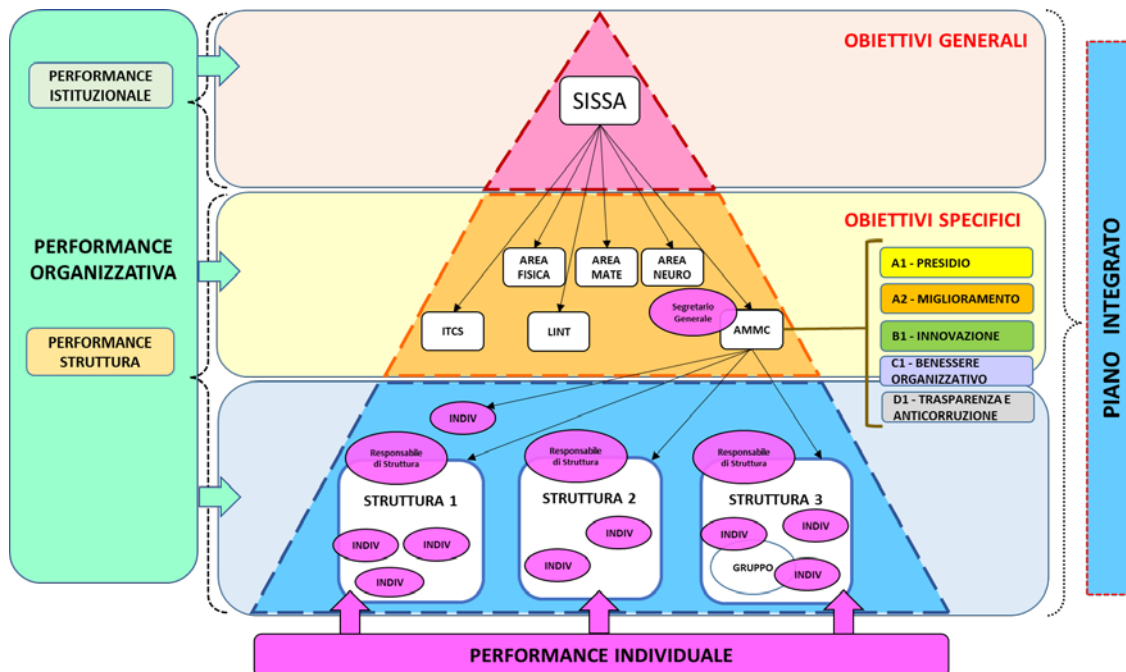 OBIETTIVI GENERALI
PERFORMANCE
ISTITUZIONALE
SISSA
PERFORMANCE
ORGANIZZATIVA
PERFORMANCE
STRUTTURA
OBIETTIVI SPECIFICI
AREA
FISICA
AREA
MATE
AREA
NEURO
Segretario
Generale
ITCS
LINT
AMMC
A1 - PRESIDIO
A2 - MIGLIORAMENTO
B1 - INNOVAZIONE
C1 - BENESSERE
ORGANIZZATIVO
D1 - TRASPARENZA E
ANTICORRUZIONE
PIANO INTEGRATO
INDIV
Responsabile
di Struttura
STRUTTURA 1
INDIV
INDIV
INDIV
Responsabile
di Struttura
STRUTTURA 2
INDIV
INDIV
Responsabile
di Struttura
STRUTTURA 3
INDIV
INDIV
GRUPPO
INDIV
PERFORMANCE INDIVIDUALE